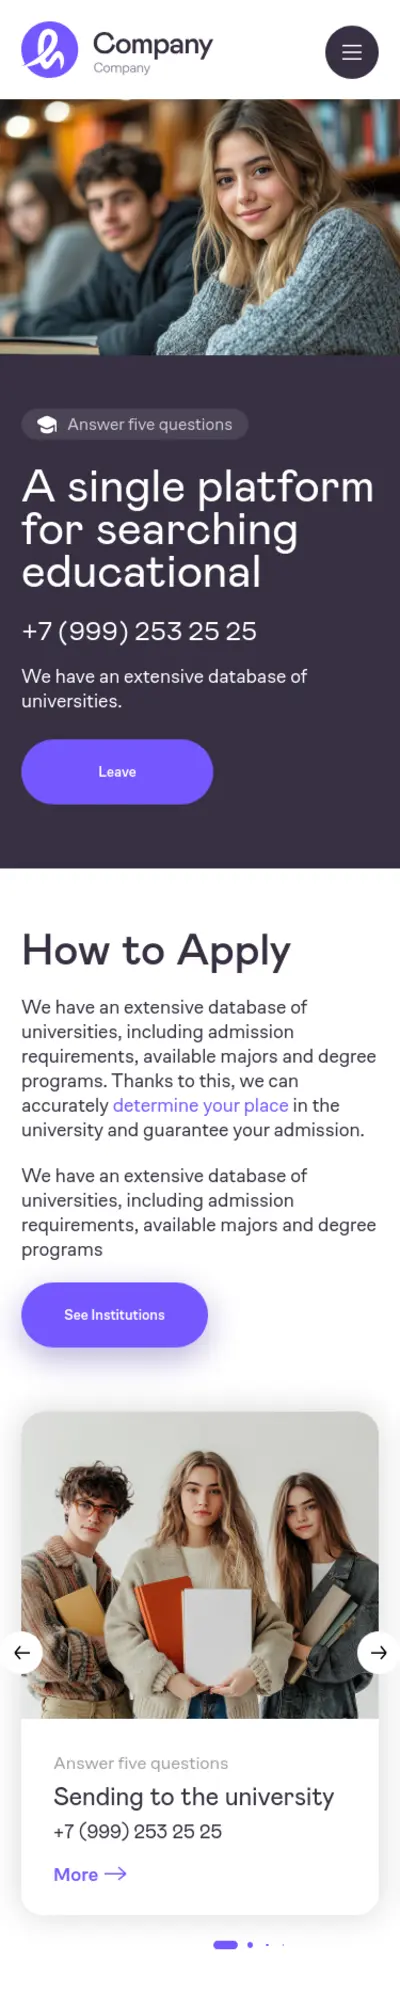 Company
Company
Answer five questions
A single platform
for searching
educational
+7 (999) 253 25 25
We have an extensive database of
universities.
Leave
How to Apply
We have an extensive database of
universities, including admission
requirements, available majors and degree
programs. Thanks to this, we can
accurately determine your place in the
university and guarantee your admission.
We have an extensive database of
universities, including admission
requirements, available majors and degree
programs
See Institutions
Answer five questions
Sending to the university
+7 (999) 253 25 25
More